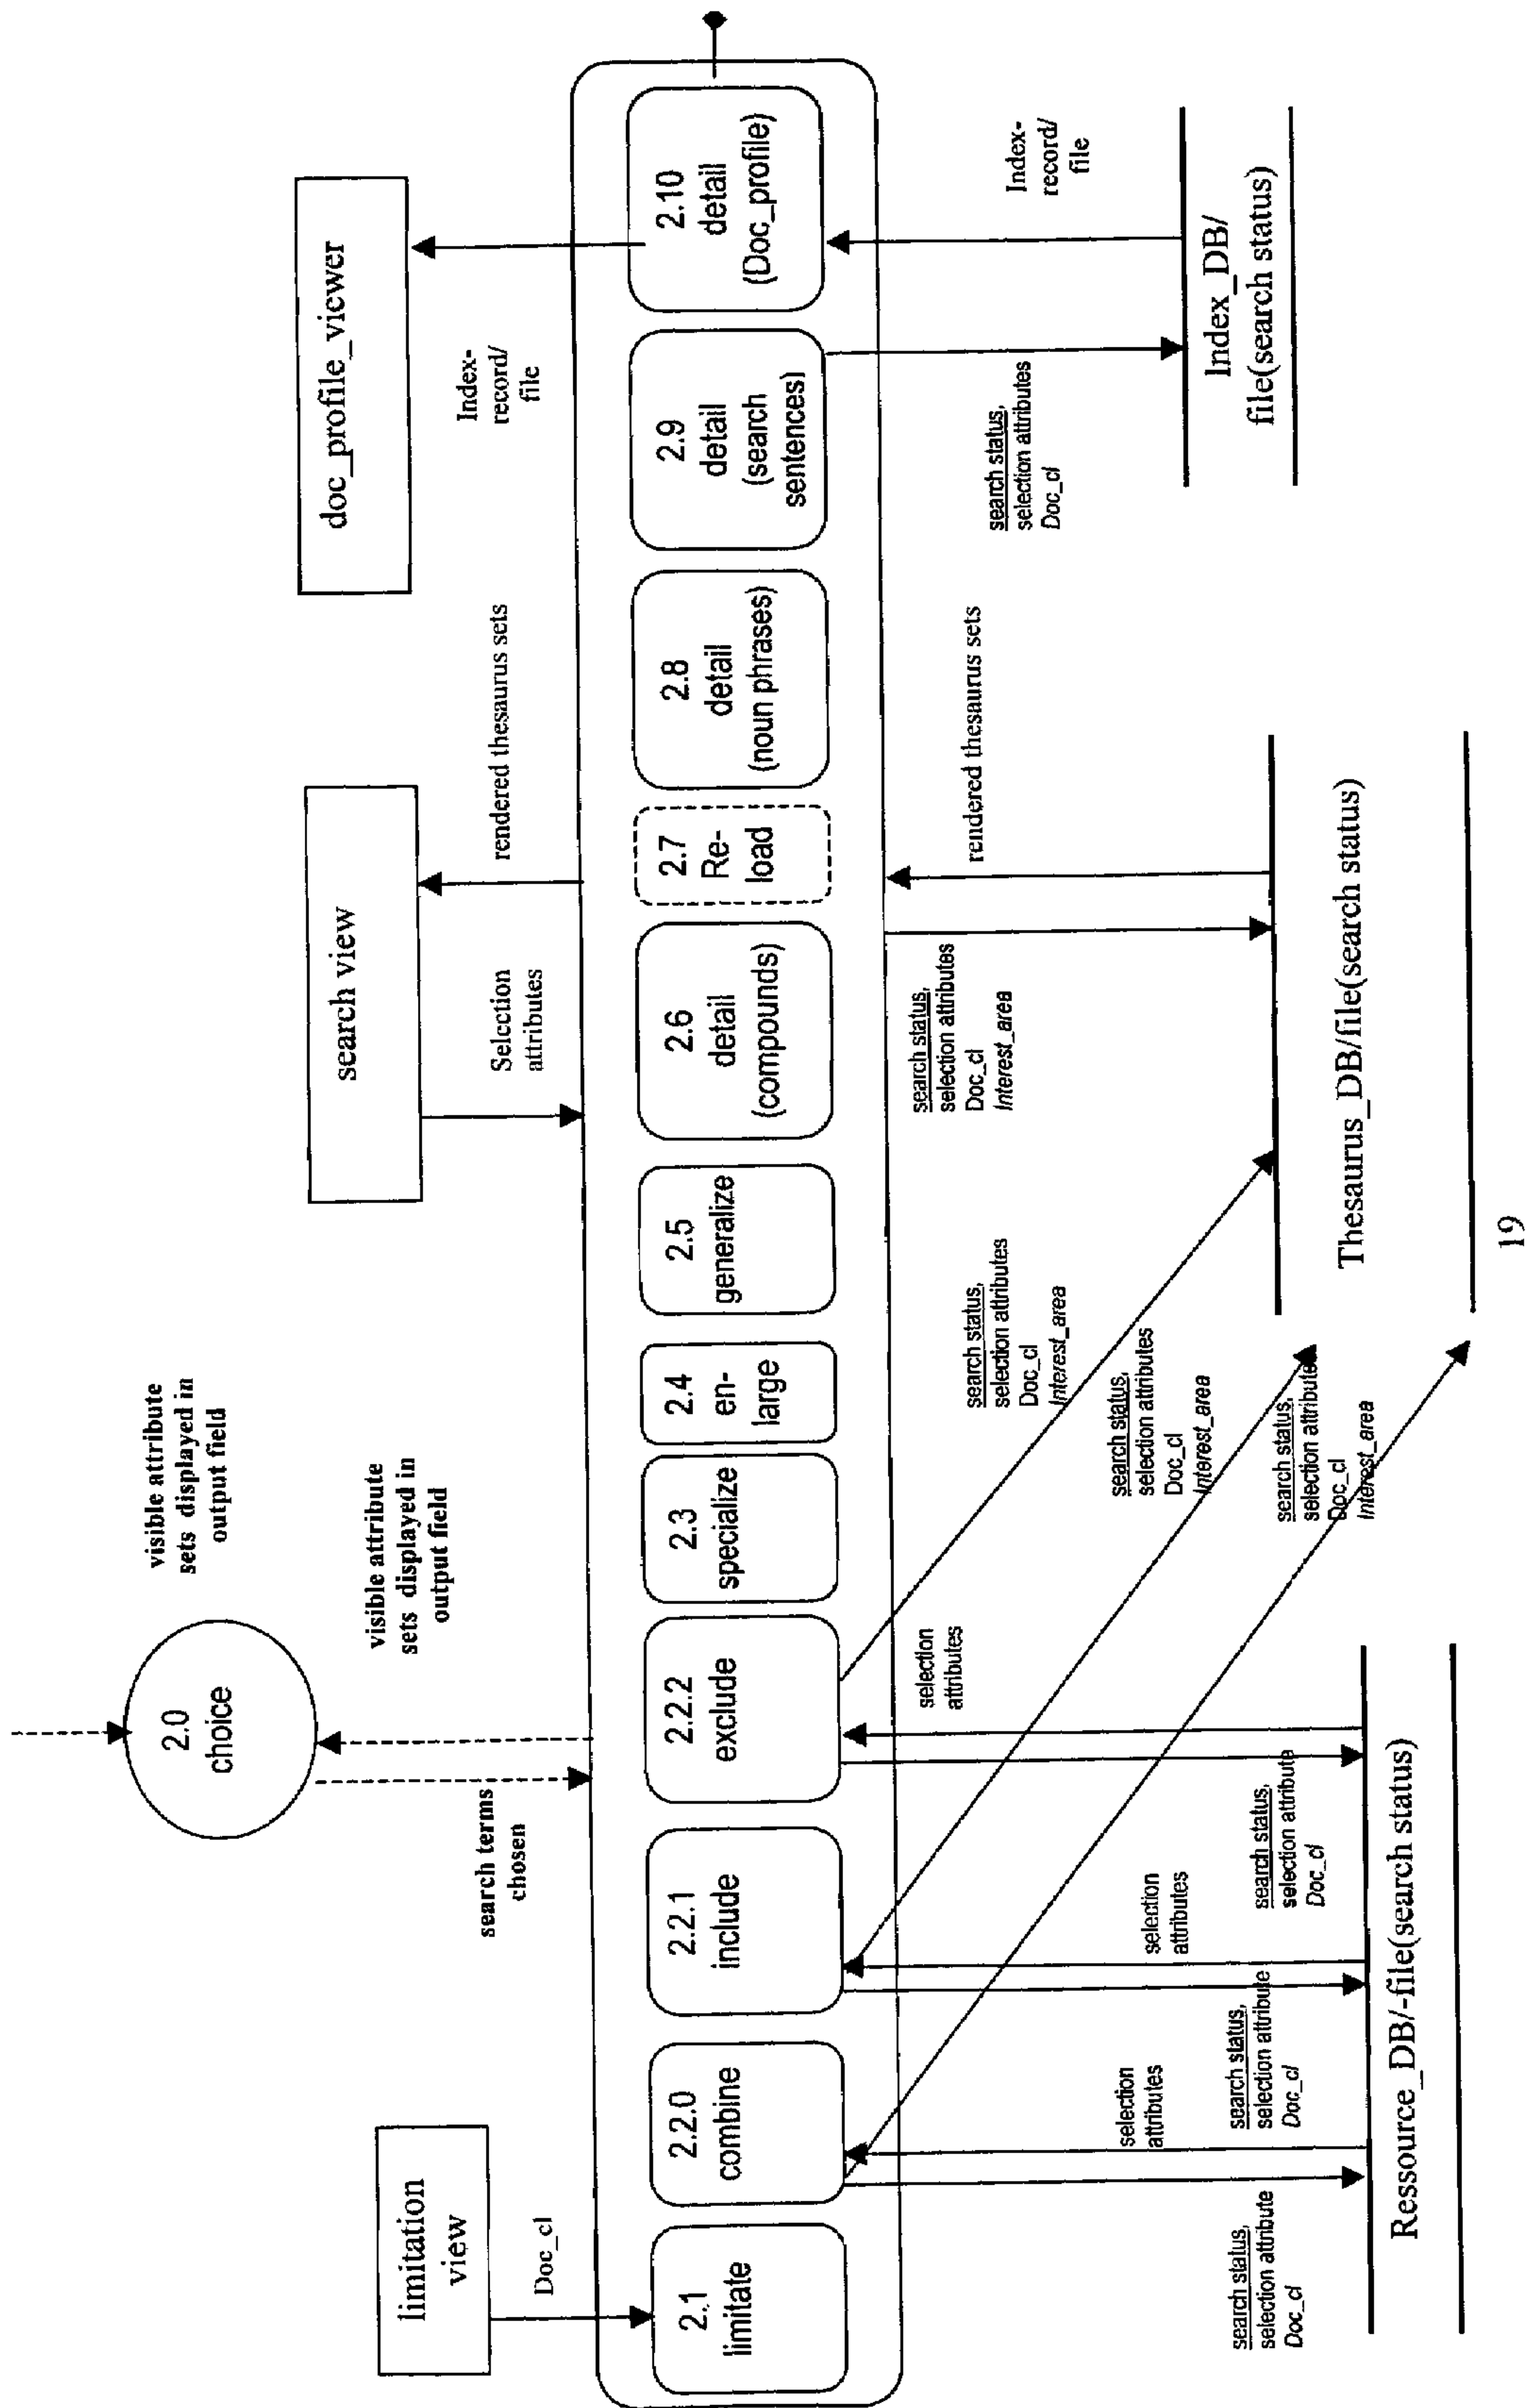 visible attribute
sets displayed in
output field
2.0
choice
visible attribute
sets displayed in
output field
search terms
chosen
limitation
view
Doc_cl
search view
Selection
attributes
rendered thesaurus sets
doc_profile_viewer
Index-
record/
file
2.1
limitate
2.2.0
combine
2.2.1
include
2.2.2
exclude
2.3
specialize
2.4
en-
large
2.5
generalize
2.6
detail
(compounds)
2.7
Re-
load
2.8
detail
(noun phrases)
2.9
detail
(search
sentences)
2.10
detail
(Doc_profile)
search status,
selection attribute
Doc_cl
selection
attributes
search status,
selection attribute
Doc_cl
selection
attributes
search status,
selection attribute
Doc_cl
selection
attributes
search status,
selection attributes
Doc_cl
Interest_area
search status,
selection attributes
Doc_cl
Interest_area
search status,
selection attribute
Doc_cl
Interest_area
search status,
selection attributes
Doc_cl
Interest_area
rendered thesaurus sets
search status,
selection attributes
Doc_cl
Index-
record/
file
Ressource_DB/-file(search status)
Thesaurus_DB/file(search status)
Index_DB/
file(search status)
19